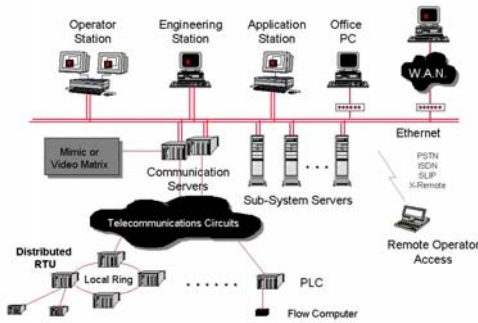 Operator
Station
Engineering
Station
Application
Station
Office
PC
W.A.N.
Ethernet
Mimic or
Video Matrix
Communication
Servers
Sub-System Servers
PSTN
ISDN
SLIP
X-Remote
Telecommunications Circuits
Remote Operator
Access
Distributed
RTU
Local Ring
PLC
Flow Computer